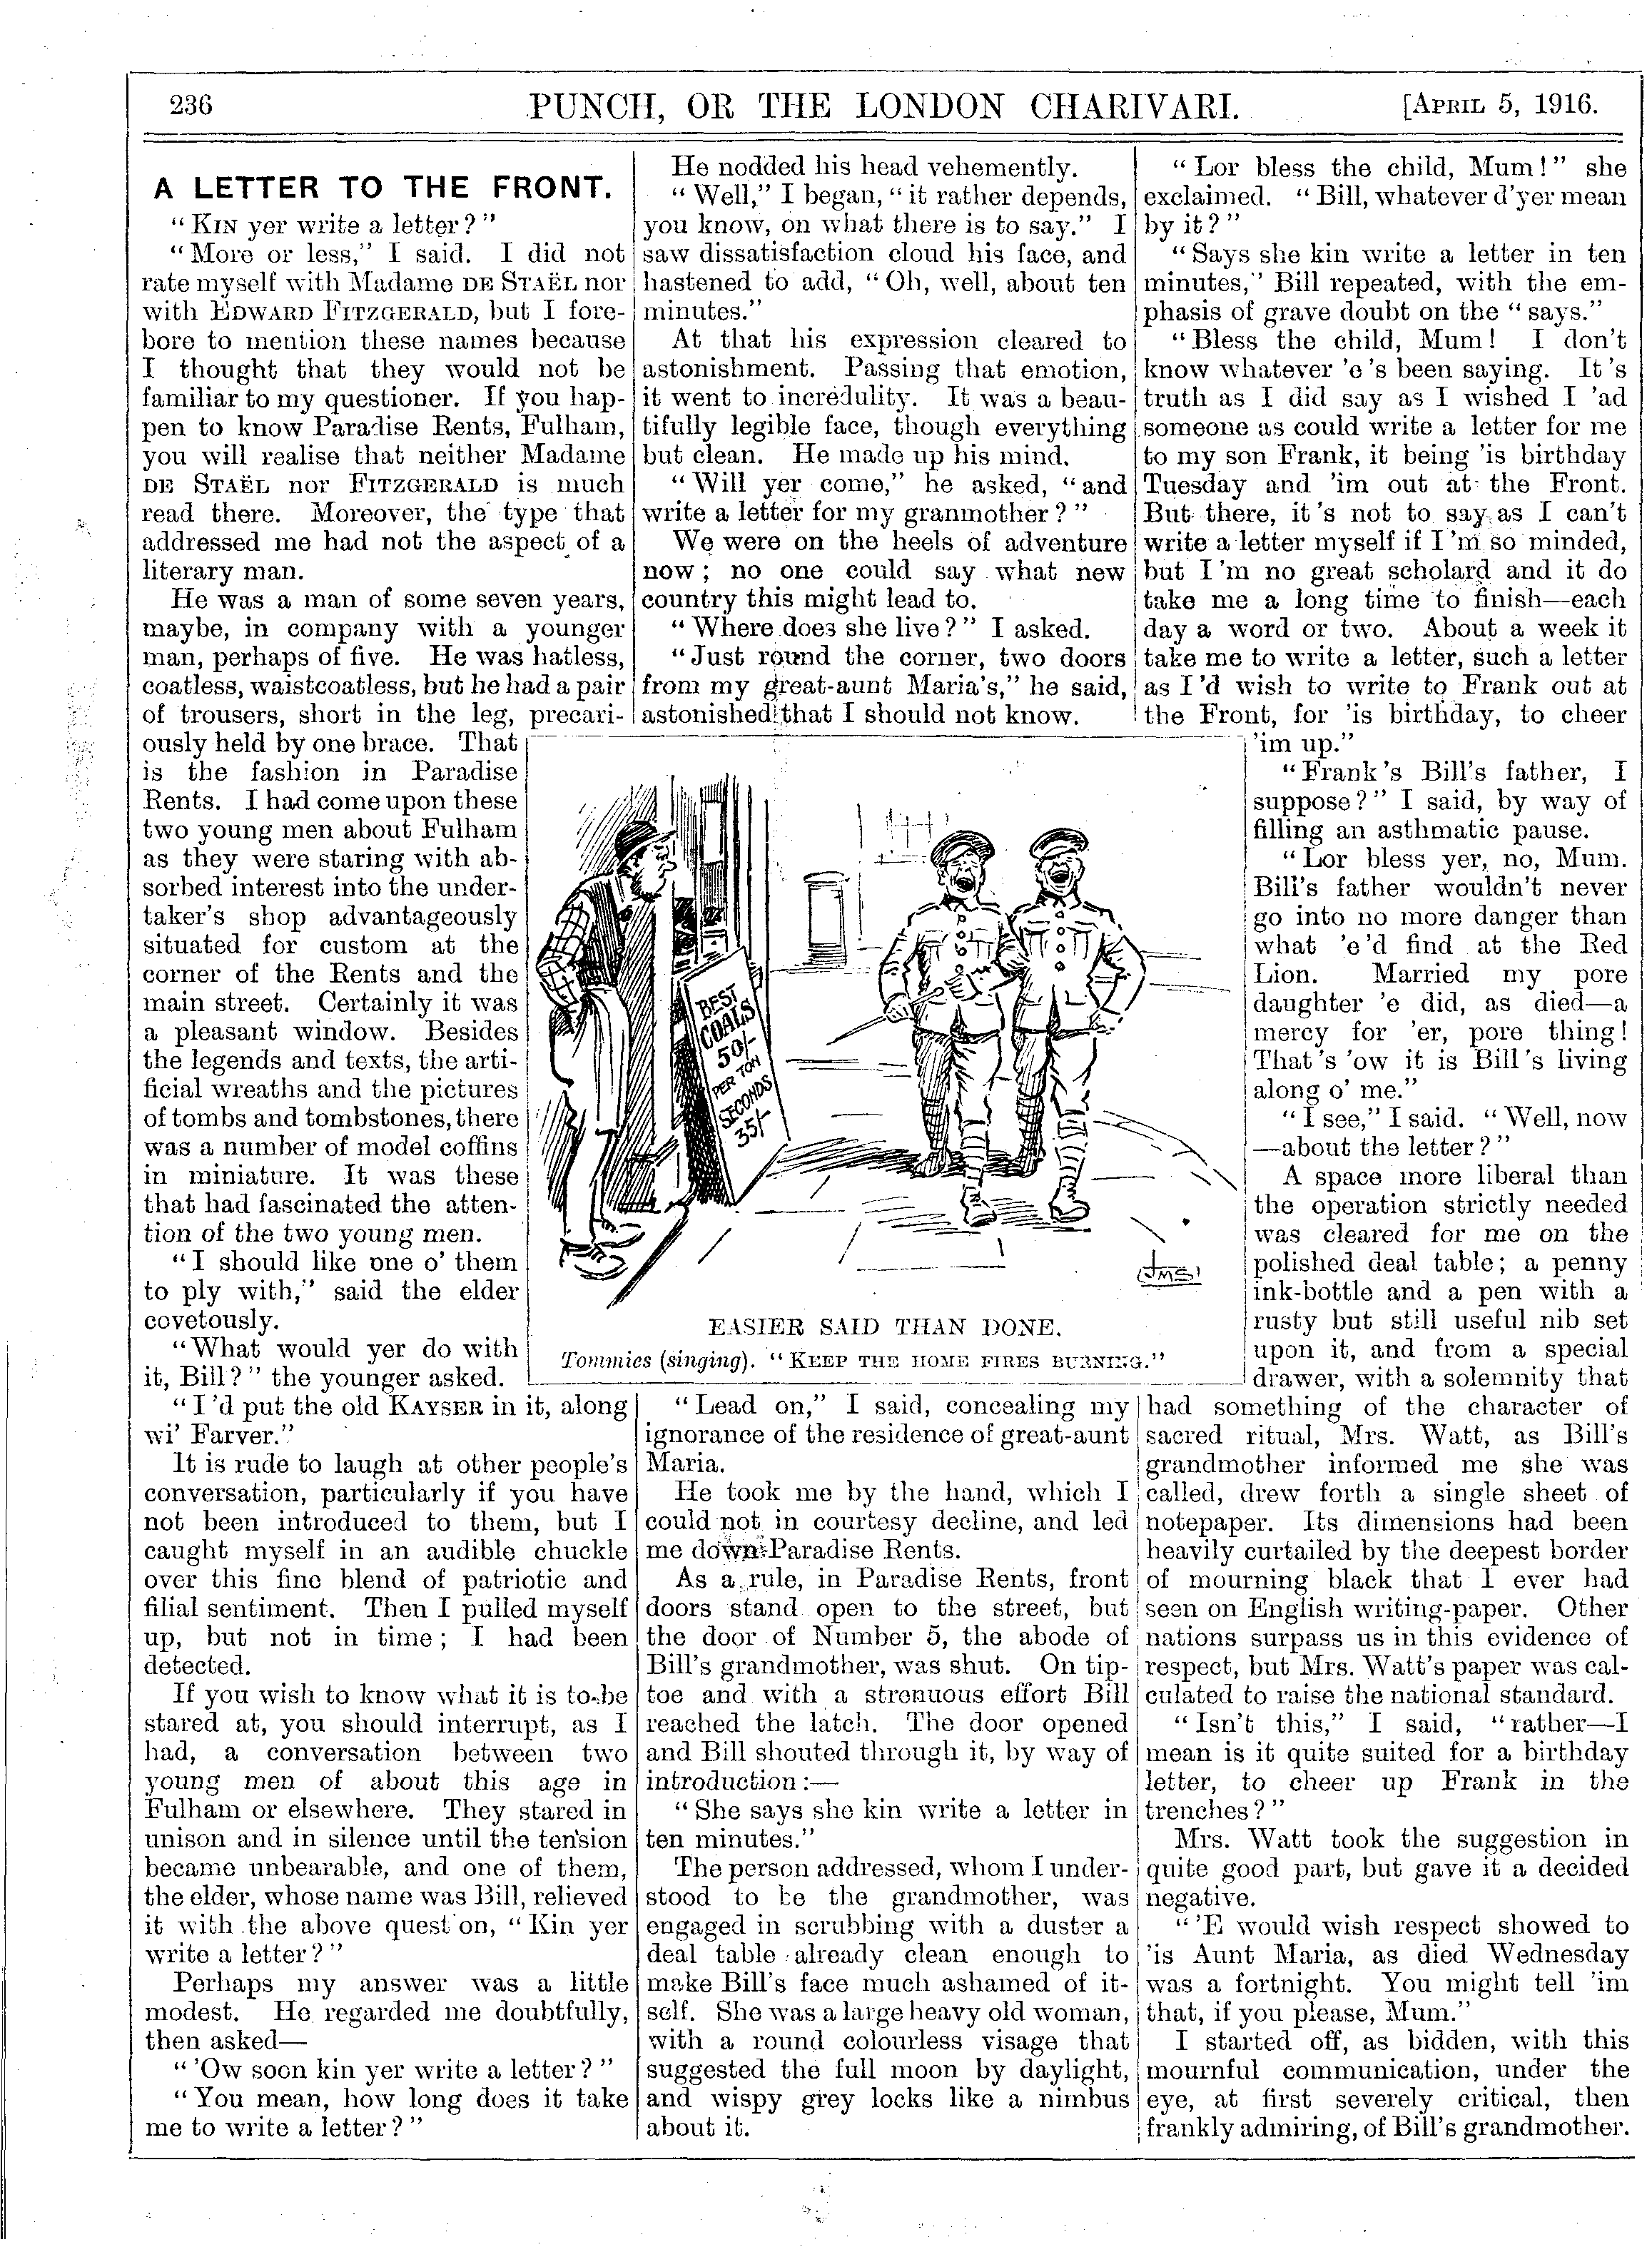 236
PUNCH, OR THE LONDON CHARIVARI.
[APRIL 5, 1916.
A LETTER TO THE FRONT.
"KIN yer write a letter?"
"More or less," I said. I did not
rate myself with Madame DE STAËL nor
with EDWARD FITZGERALD, but I fore-
bore to mention these names because
I thought that they would not be
familiar to my questioner. If you hap-
pen to know Paradise Rents, Fulham,
you will realise that neither Madame
DE STAËL nor FITZGERALD is much
read there. Moreover, the type that
addressed me had not the aspect of a
literary man.
He was a man of some seven years,
maybe, in company with a younger
man, perhaps of five. He was hatless,
coatless, waistcoatless, but he had a pair
of trousers, short in the leg, precari-
ously held by one brace. That
is the fashion in Paradise
Rents. I had come upon these
two young men about Fulham
as they were staring with ab-
sorbed interest into the under-
taker's shop advantageously
situated for custom at the
corner of the Rents and the
main street. Certainly it was
a pleasant window. Besides
the legends and texts, the arti-
ficial wreaths and the pictures
of tombs and tombstones, there
was a number of model coffins
in miniature. It was these
that had fascinated the atten-
tion of the two young men.
"I should like one o' them
to ply with," said the elder
covetously.
"What would yer do with
it, Bill?" the younger asked.
"I'd put the old KAYSER in it, along
wi' Farver."
It is rude to laugh at other people's
conversation, particularly if you have
not been introduced to them, but I
caught myself in an audible chuckle
over this fine blend of patriotic and
filial sentiment. Then I pulled myself
up, but not in time; I had been
detected.
If you wish to know what it is to be
stared at, you should interrupt, as I
had, a conversation between two
young men of about this age in
Fulham or elsewhere. They stared in
unison and in silence until the tension
became unbearable, and one of them,
the elder, whose name was Bill, relieved
it with the above question, "Kin yer
write a letter?"
Perhaps my answer was a little
modest. He regarded me doubtfully,
then asked—
"'Ow soon kin yer write a letter?"
"You mean, how long does it take
me to write a letter?"
He nodded his head vehemently.
"Well," I began, "it rather depends,
you know, on what there is to say." I
saw dissatisfaction cloud his face, and
hastened to add, "Oh, well, about ten
minutes."
At that his expression cleared to
astonishment. Passing that emotion,
it went to incredulity. It was a beau-
tifully legible face, though everything
but clean. He made up his mind.
"Will yer come," he asked, "and
write a letter for my granmother?"
We were on the heels of adventure
now; no one could say what new
country this might lead to.
"Where does she live?" I asked.
"Just round the corner, two doors
from my great-aunt Maria's," he said,
astonished that I should not know.
BEST
COALS
50/-
PER TON
SECONDS
35/-
JMS
EASIER SAID THAN DONE.
Tommies (singing). "KEEP THE HOME FIRES BURNING."
"Lead on," I said, concealing my
ignorance of the residence of great-aunt
Maria.
He took me by the hand, which I
could not in courtesy decline, and led
me down Paradise Rents.
As a rule, in Paradise Rents, front
doors stand open to the street, but
the door of Number 5, the abode of
Bill's grandmother, was shut. On tip-
toe and with a strenuous effort Bill
reached the latch. The door opened
and Bill shouted through it, by way of
introduction:—
"She says she kin write a letter in
ten minutes."
The person addressed, whom I under-
stood to be the grandmother, was
engaged in scrubbing with a duster a
deal table already clean enough to
make Bill's face much ashamed of it-
self. She was a large heavy old woman,
with a round colourless visage that
suggested the full moon by daylight,
and wispy grey locks like a nimbus
about it.
"Lor bless the child, Mum!" she
exclaimed. "Bill, whatever d'yer mean
by it?"
"Says she kin write a letter in ten
minutes," Bill repeated, with the em-
phasis of grave doubt on the "says."
"Bless the child, Mum! I don't
know whatever 'e's been saying. It's
truth as I did say as I wished I 'ad
someone as could write a letter for me
to my son Frank, it being 'is birthday
Tuesday and 'im out at the Front.
But there, it's not to say as I can't
write a letter myself if I'm so minded,
but I'm no great scholard and it do
take me a long time to finish—each
day a word or two. About a week it
take me to write a letter, such a letter
as I'd wish to write to Frank out at
the Front, for 'is birthday, to cheer
'im up."
"Frank's Bill's father, I
suppose?" I said, by way of
filling an asthmatic pause.
"Lor bless yer, no, Mum.
Bill's father wouldn't never
go into no more danger than
what 'e'd find at the Red
Lion. Married my pore
daughter 'e did, as died—a
mercy for 'er, pore thing!
That's 'ow it is Bill's living
along o' me."
"I see," I said. "Well, now
—about the letter?"
A space more liberal than
the operation strictly needed
was cleared for me on the
polished deal table; a penny
ink-bottle and a pen with a
rusty but still useful nib set
upon it, and from a special
drawer, with a solemnity that
had something of the character of
sacred ritual, Mrs. Watt, as Bill's
grandmother informed me she was
called, drew forth a single sheet of
notepaper. Its dimensions had been
heavily curtailed by the deepest border
of mourning black that I ever had
seen on English writing-paper. Other
nations surpass us in this evidence of
respect, but Mrs. Watt's paper was cal-
culated to raise the national standard.
"Isn't this," I said, "rather—I
mean is it quite suited for a birthday
letter, to cheer up Frank in the
trenches?"
Mrs. Watt took the suggestion in
quite good part, but gave it a decided
negative.
"'E would wish respect showed to
'is Aunt Maria, as died Wednesday
was a fortnight. You might tell 'im
that, if you please, Mum."
I started off, as bidden, with this
mournful communication, under the
eye, at first severely critical, then
frankly admiring, of Bill's grandmother.